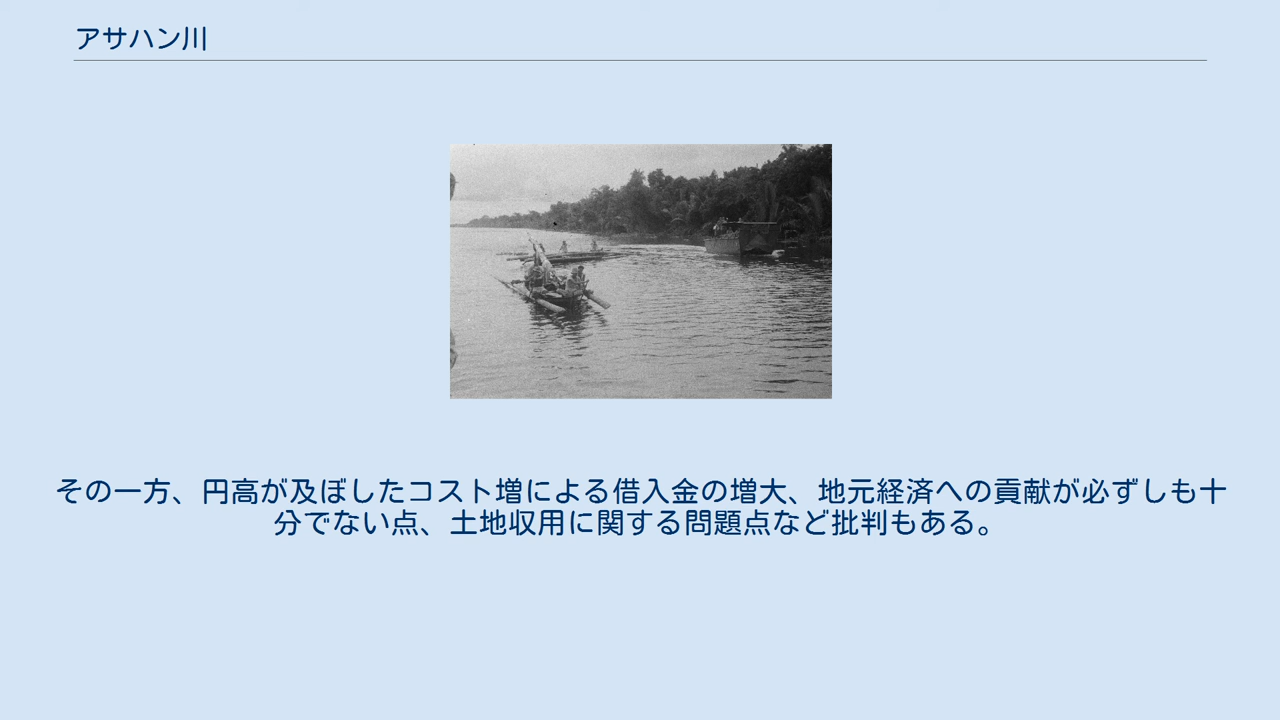 アサハン川
その一方、円高が及ぼしたコスト増による借入金の増大、地元経済への貢献が必ずしも十
分でない点、土地収用に関する問題点など批判もある。